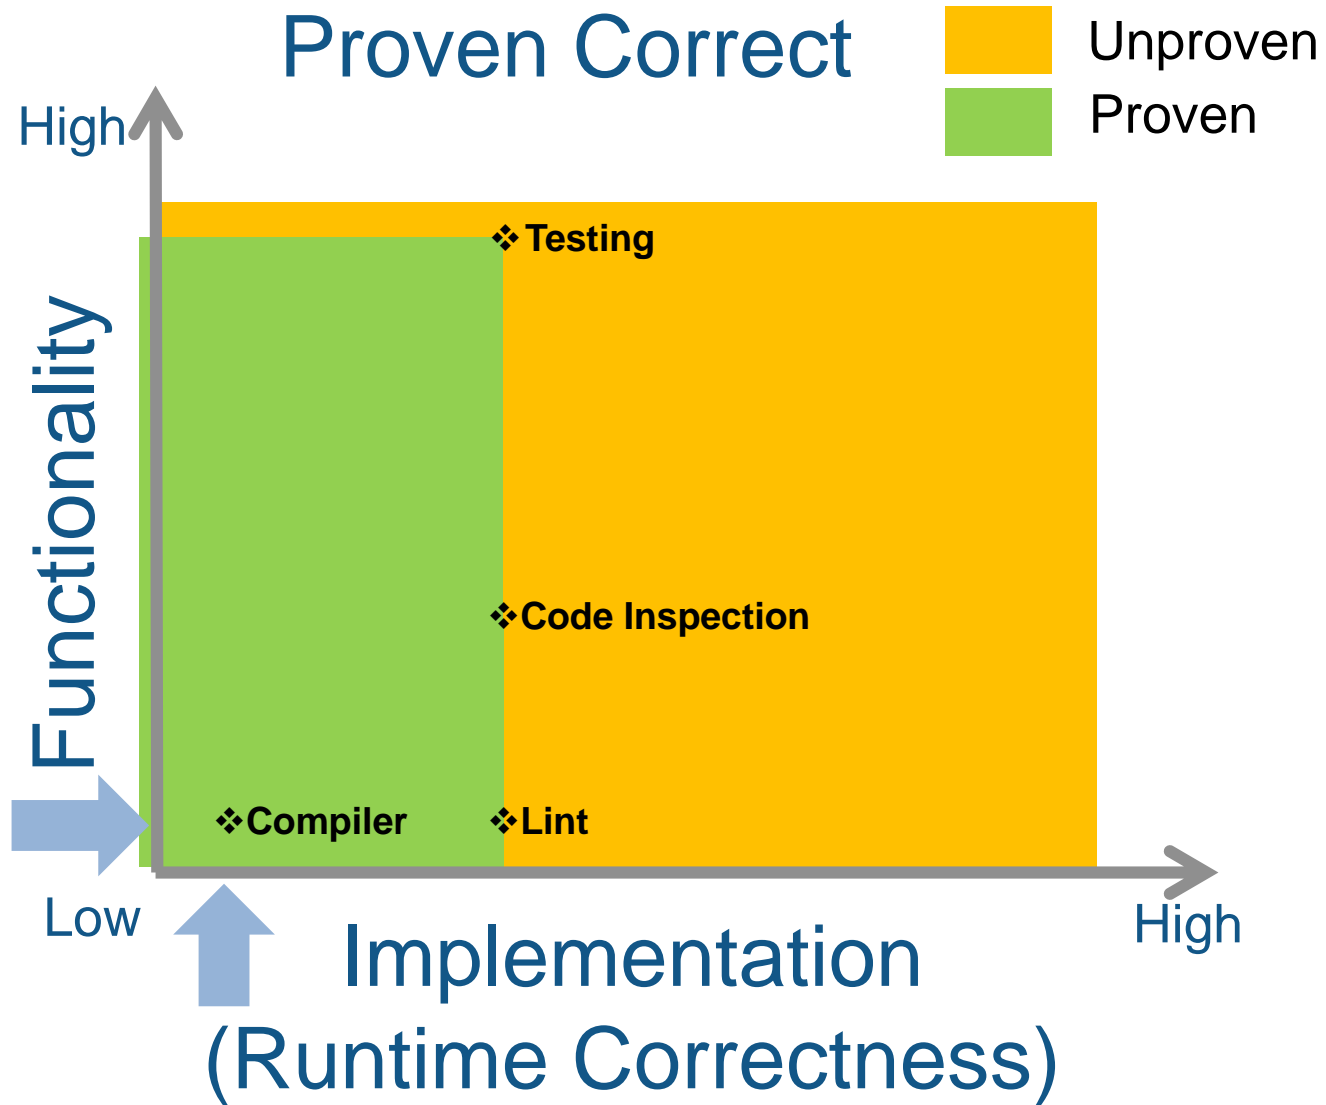 Proven Correct
Unproven
Proven
High
Testing
Functionality
Code Inspection
Compiler
Lint
Low
High
Implementation
(Runtime Correctness)